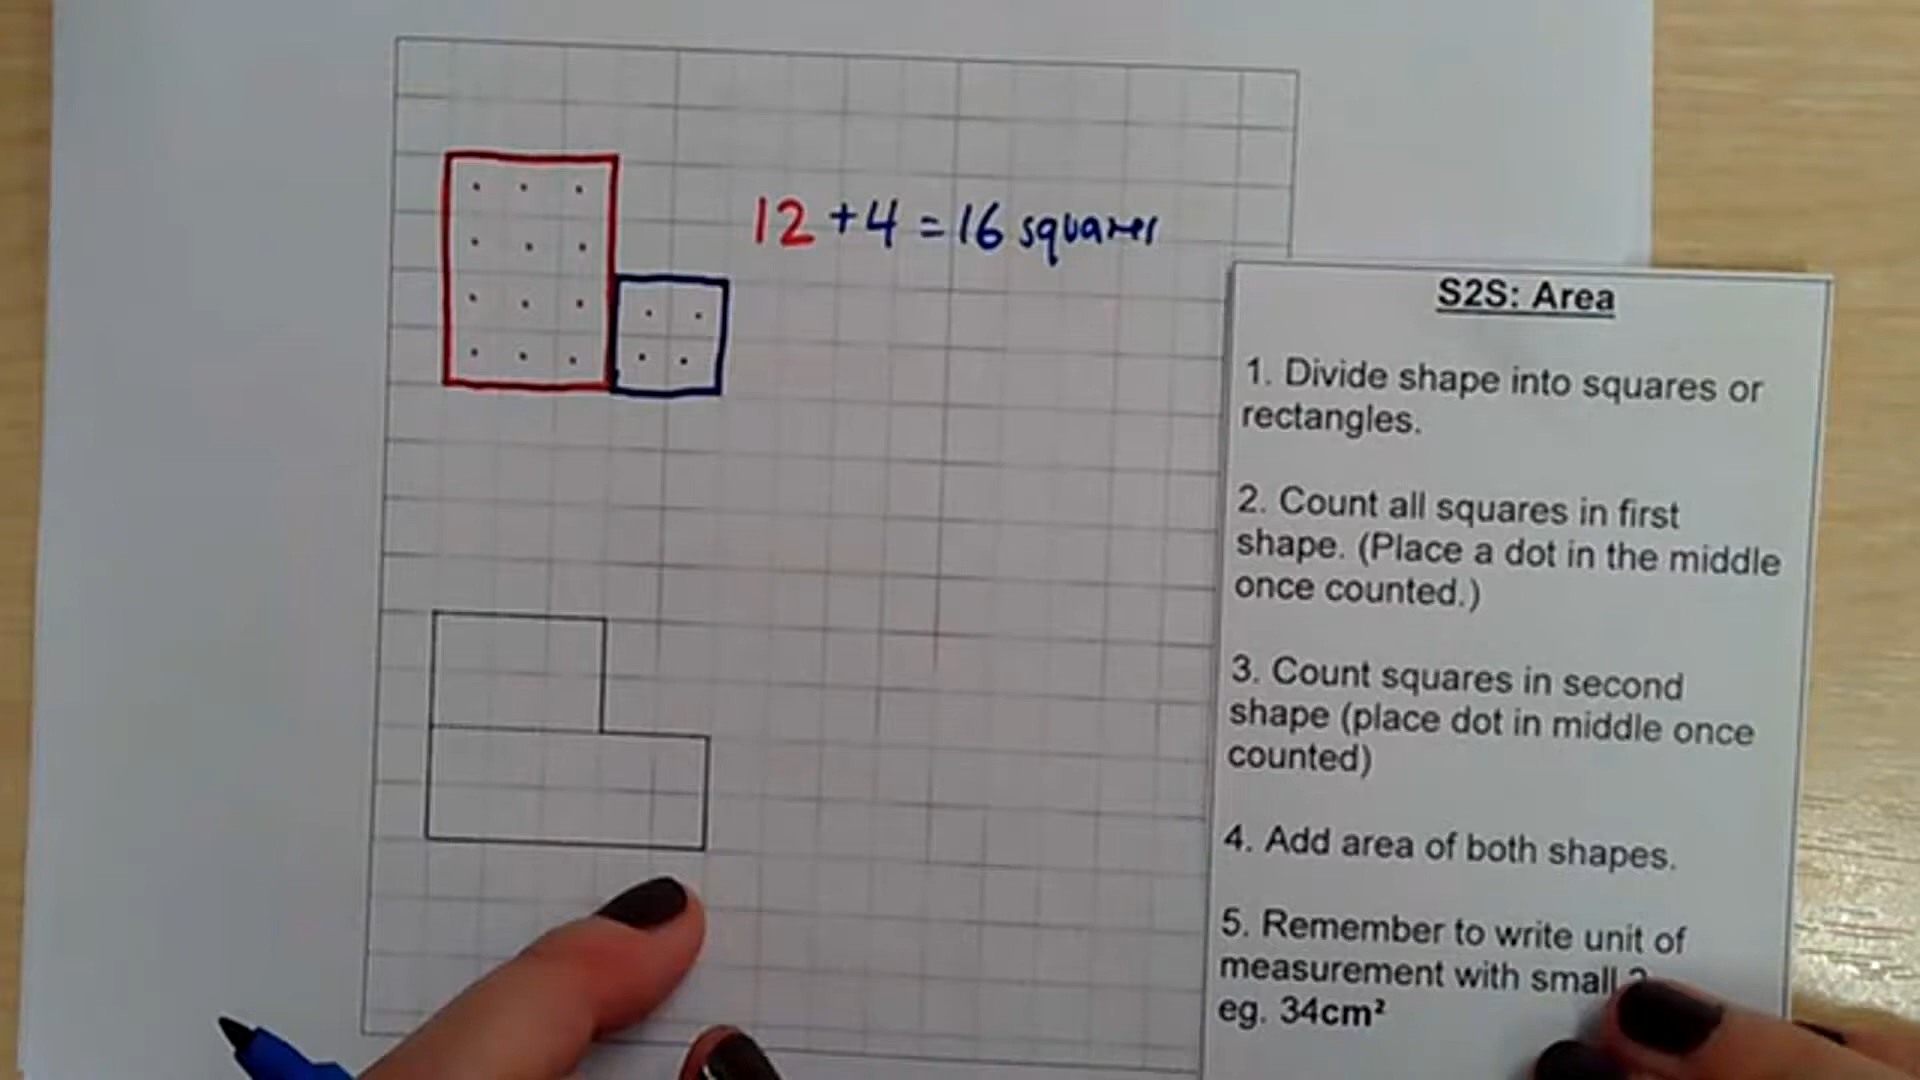 12 + 4 = 16 squares
S2S: Area
1. Divide shape into squares or
rectangles.
2. Count all squares in first
shape. (Place a dot in the middle
once counted.)
3. Count squares in second
shape (place dot in middle once
counted)
4. Add area of both shapes.
5. Remember to write unit of
measurement with small
eg. 34cm²